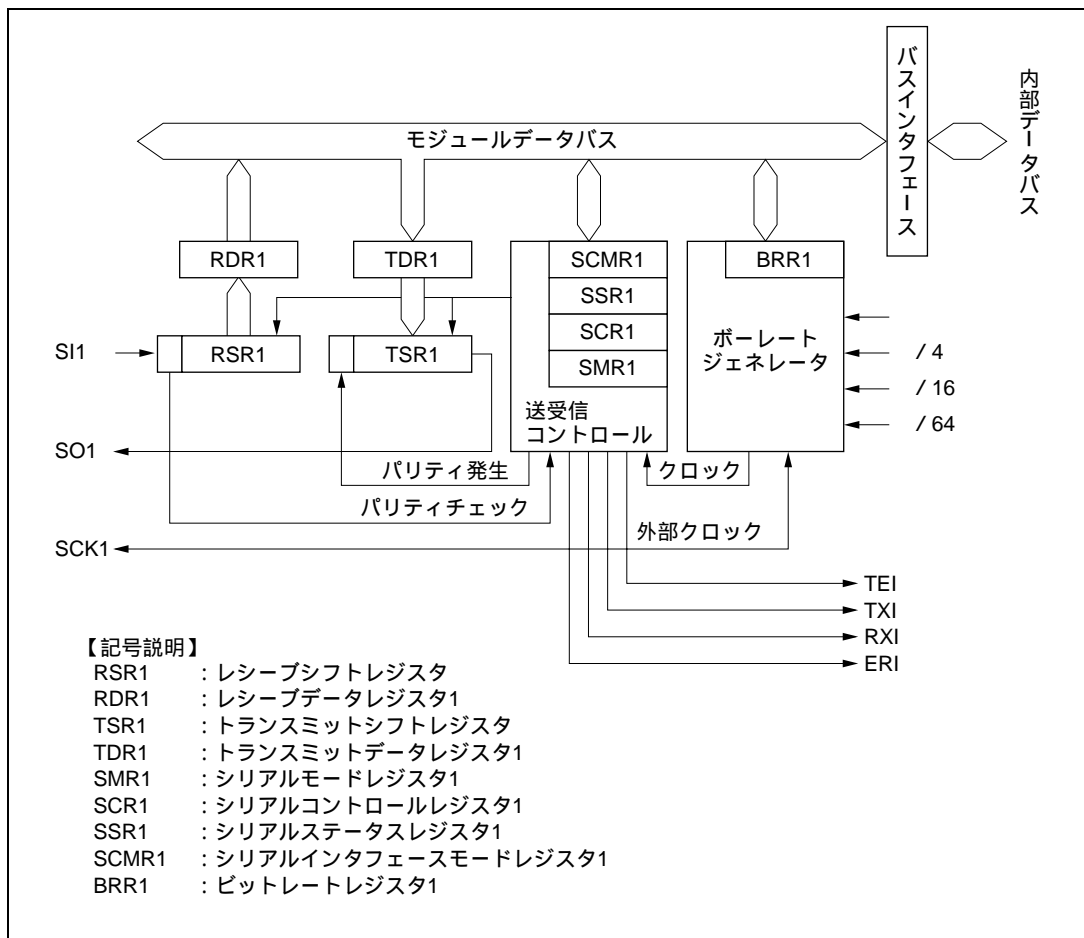 バスインタフェース
内部データバス
モジュールデータバス
RDR1
TDR1
SCMR1
BRR1
SSR1
SCR1
SMR1
SI1
RSR1
TSR1
ボーレート
ジェネレータ
/ 4
/ 16
/ 64
送受信
コントロール
SO1
パリティ発生
クロック
パリティチェック
外部クロック
SCK1
TEI
TXI
RXI
ERI
【記号説明】
RSR1 : レシーブシフトレジスタ
RDR1 : レシーブデータレジスタ1
TSR1 : トランスミットシフトレジスタ
TDR1 : トランスミットデータレジスタ1
SMR1 : シリアルモードレジスタ1
SCR1 : シリアルコントロールレジスタ1
SSR1 : シリアルステータスレジスタ1
SCMR1 : シリアルインタフェースモードレジスタ1
BRR1 : ビットレートレジスタ1